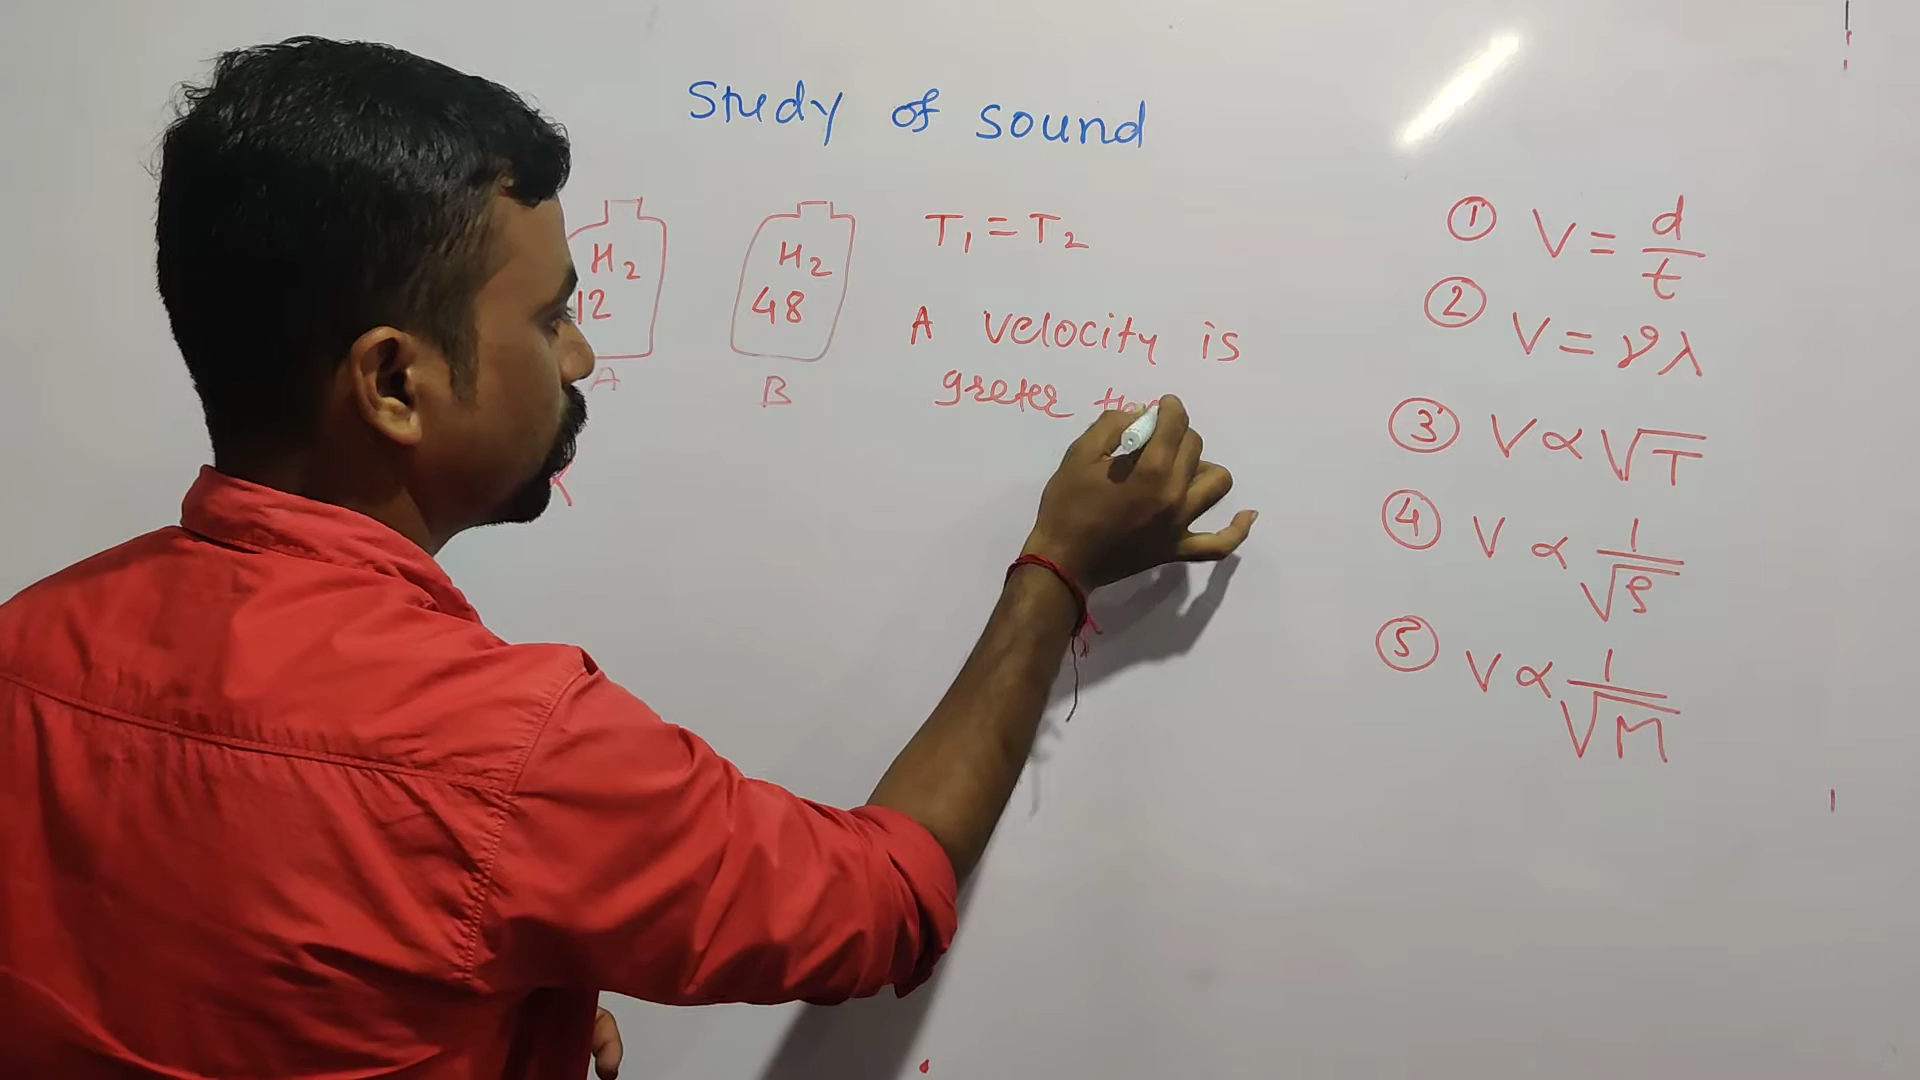 Study of sound
H2
12
A
H2
48
B
T1 = T2
A velocity is
greter
① V = d/t
② V = νλ
③ V ∝ √T
④ V ∝ 1/√ρ
⑤ V ∝ 1/√M